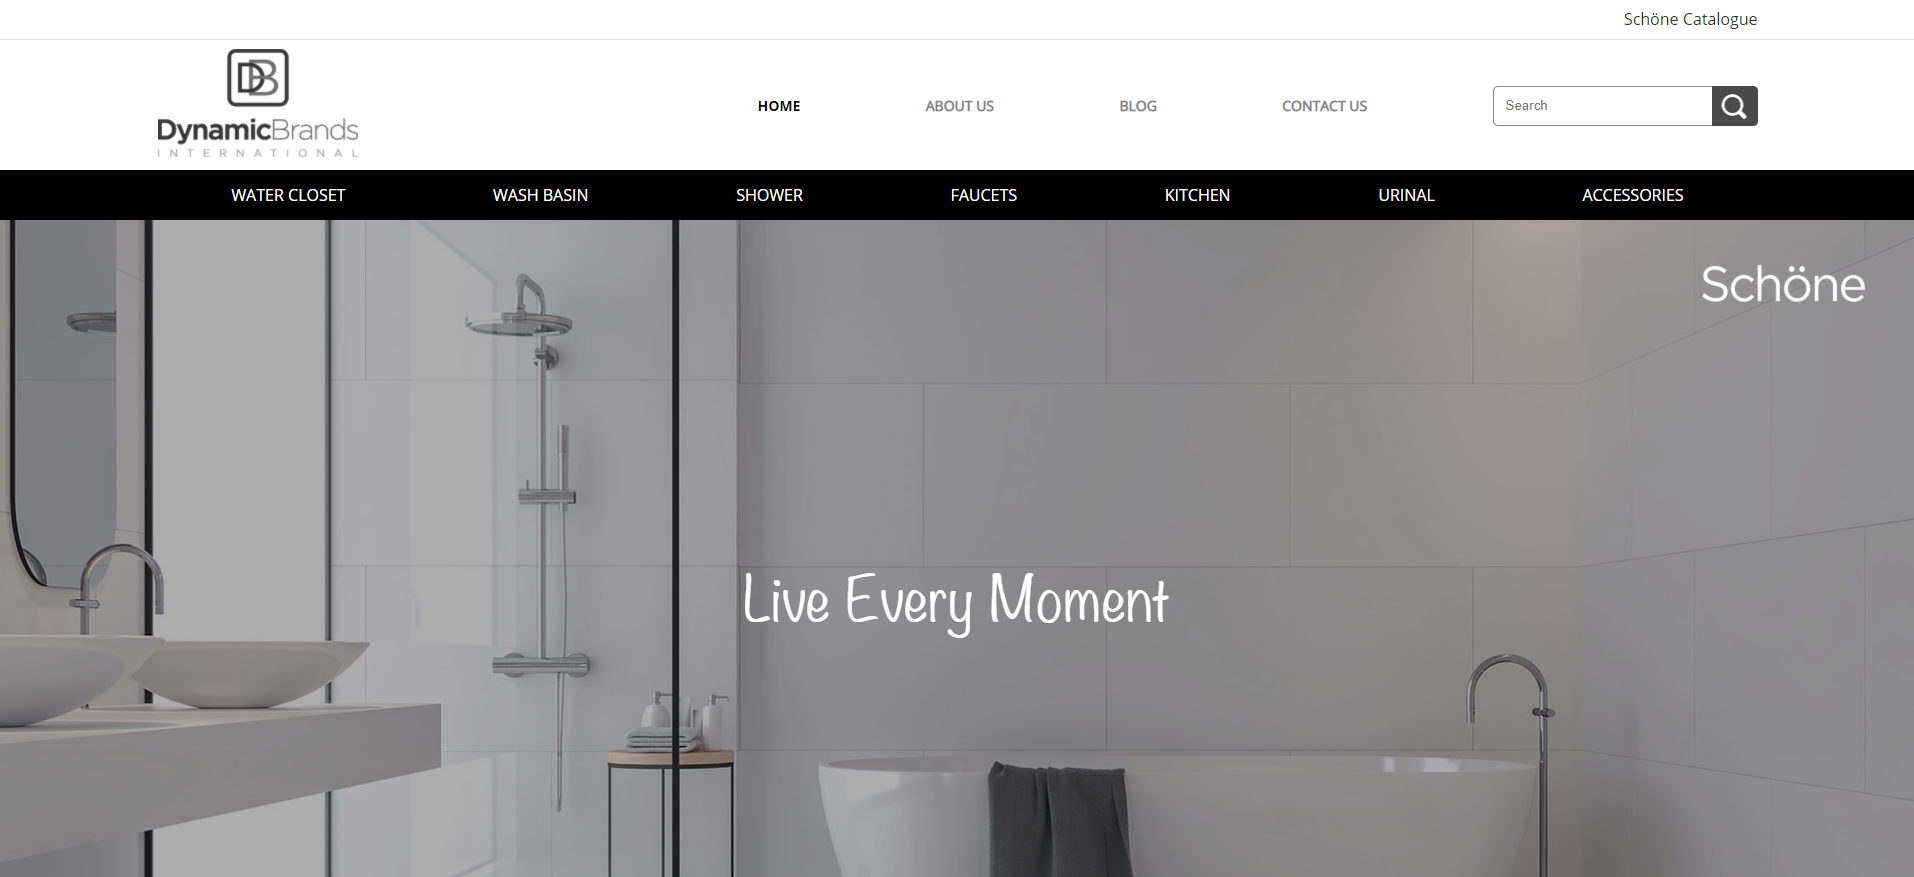 Schöne Catalogue
DB
DynamicBrands
INTERNATIONAL
HOME ABOUT US BLOG CONTACT US Search
WATER CLOSET WASH BASIN SHOWER FAUCETS KITCHEN URINAL ACCESSORIES
Schöne
Live Every Moment